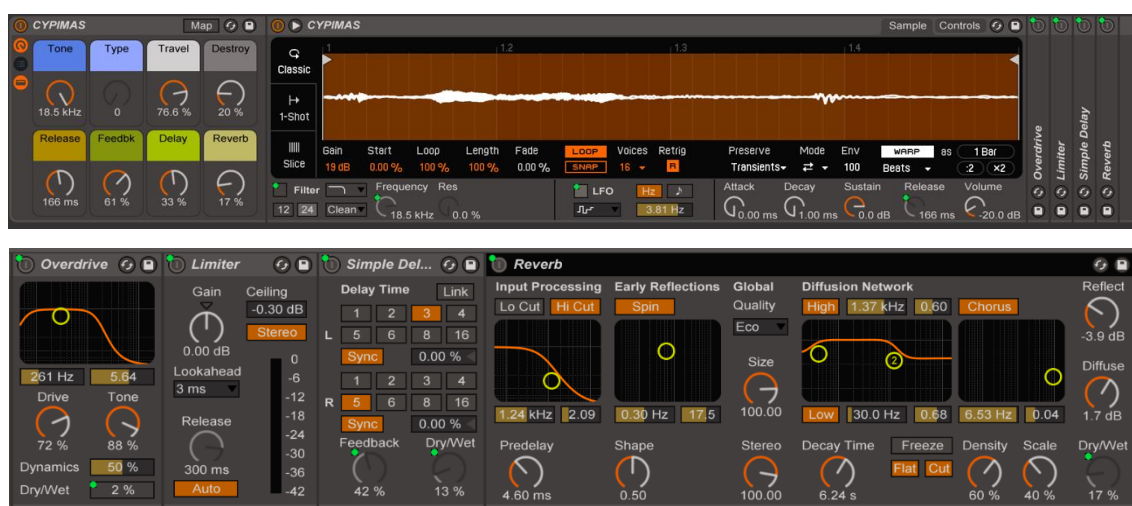 CYPIMAS Map
Tone Type Travel Destroy
18.5 kHz 0 76.6 % 20 %
Release Feedbk Delay Reverb
166 ms 61 % 33 % 17 %
CYPIMAS Sample Controls
1 1.2 1.3 1.4
Classic
1-Shot
Slice
Gain Start Loop Length Fade LOOP Voices Retrig Preserve Mode Env WARP as 1 Bar
19 dB 0.00 % 100 % 100 % 0.00 % SNAP 16 R Transients 100 Beats :2 ×2
Filter Frequency Res LFO Hz Attack Decay Sustain Release Volume
12 24 Clean 18.5 kHz 0.0 % 3.81 Hz 0.00 ms 1.00 ms 0.0 dB 166 ms -20.0 dB
Overdrive
Limiter
Simple Delay
Reverb
Overdrive
261 Hz 5.64
Drive Tone
72 % 88 %
Dynamics 50 %
Dry/Wet 2 %
Limiter
Gain Ceiling
-0.30 dB
Stereo
0.00 dB
Lookahead
3 ms
Release
300 ms
Auto
0
-6
-12
-18
-24
-30
-36
-42
Simple Del...
Delay Time Link
1 2 3 4
L 5 6 8 16
Sync 0.00 %
1 2 3 4
R 5 6 8 16
Sync 0.00 %
Feedback Dry/Wet
42 % 13 %
Reverb
Input Processing Early Reflections Global Diffusion Network Reflect
Lo Cut Hi Cut Spin Quality High 1.37 kHz 0.60 Chorus
Eco -3.9 dB
Size Diffuse
1.24 kHz 2.09 0.30 Hz 17.5 100.00 Low 30.0 Hz 0.68 6.53 Hz 0.04 1.7 dB
2
Predelay Shape Stereo Decay Time Freeze Density Scale Dry/Wet
Flat Cut
4.60 ms 0.50 100.00 6.24 s 60 % 40 % 17 %